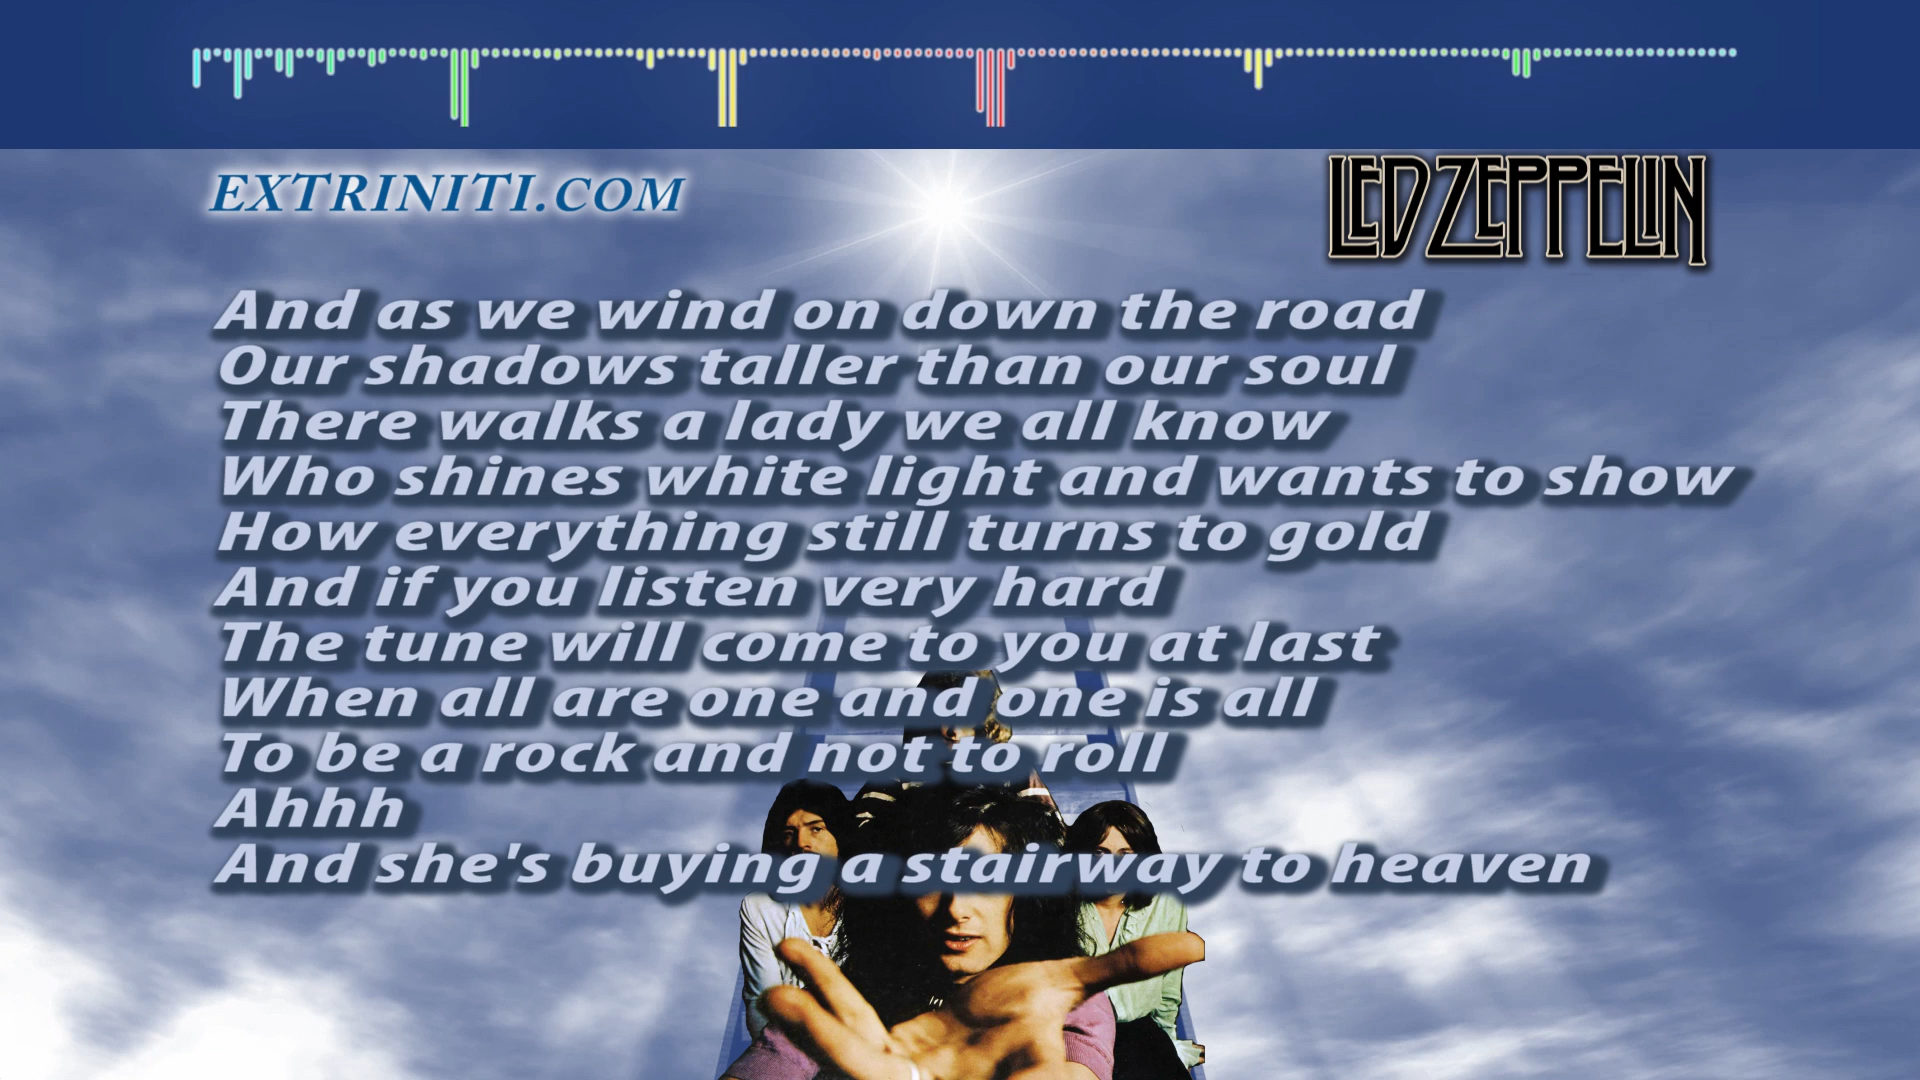 EXTRINITI.COM
LED ZEPPELIN
And as we wind on down the road
Our shadows taller than our soul
There walks a lady we all know
Who shines white light and wants to show
How everything still turns to gold
And if you listen very hard
The tune will come to you at last
When all are one and one is all
To be a rock and not to roll
Ahhh
And she's buying a stairway to heaven